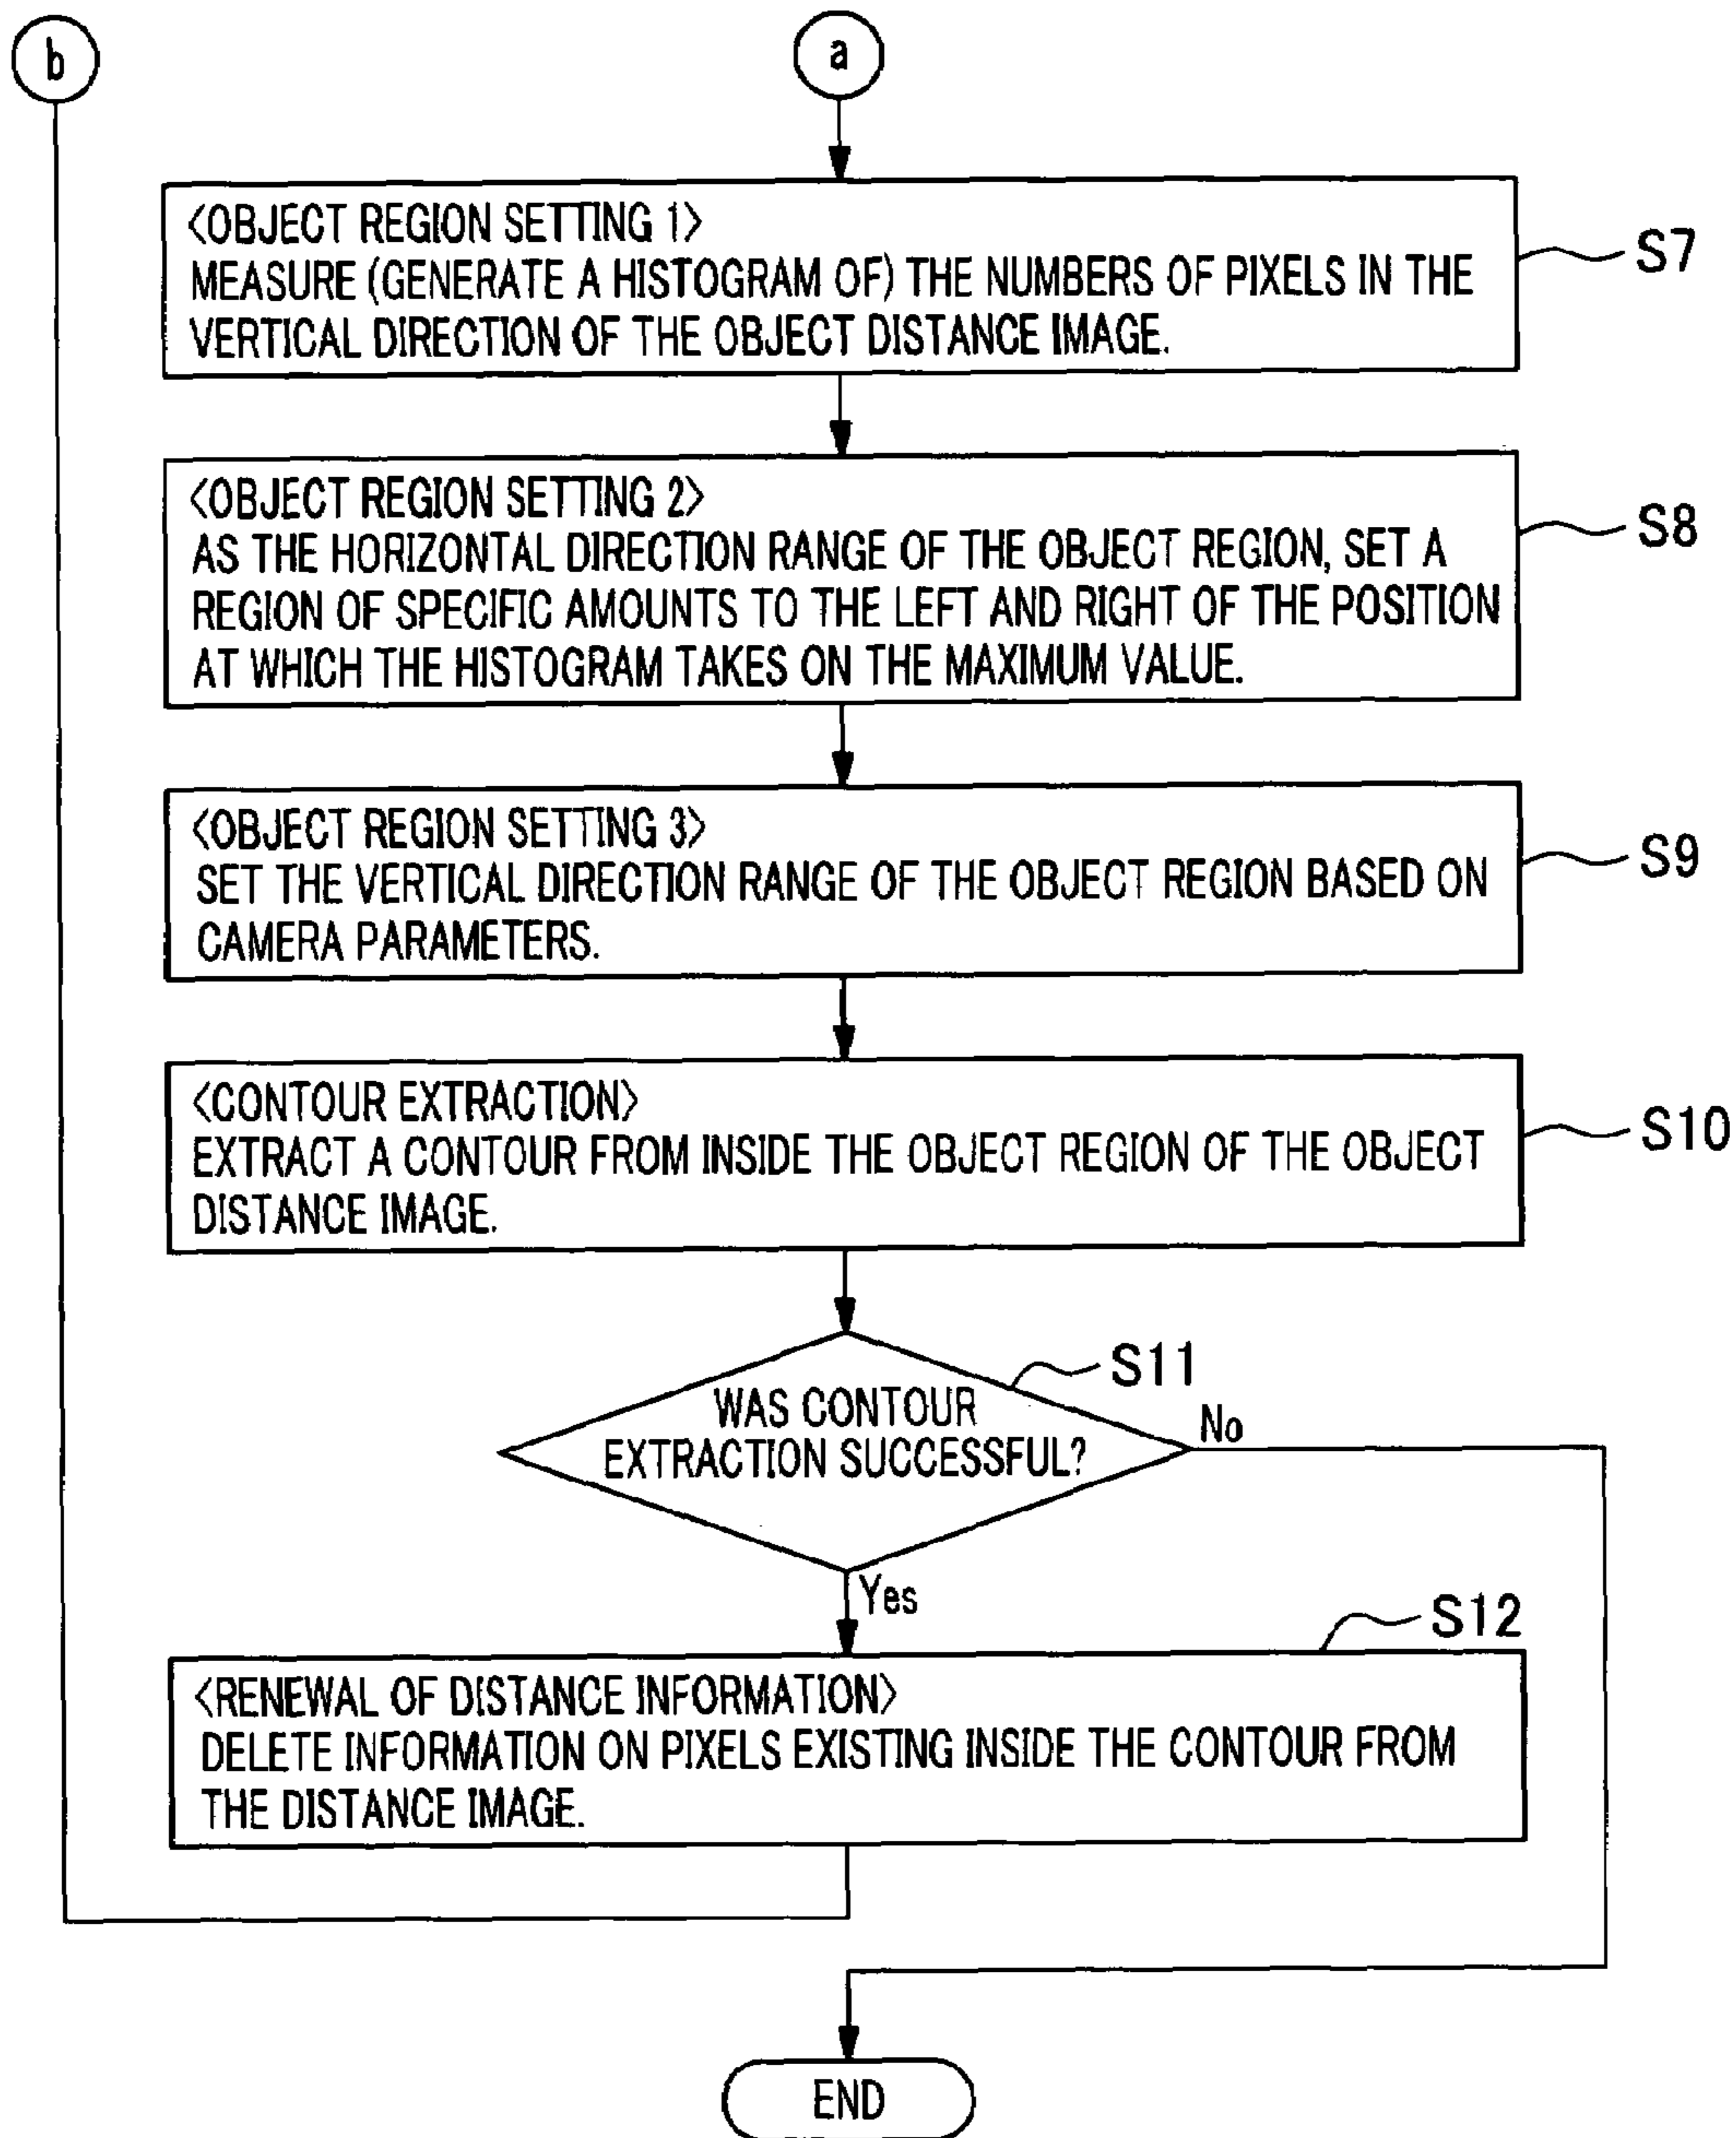 b
a
<OBJECT REGION SETTING 1>
MEASURE (GENERATE A HISTOGRAM OF) THE NUMBERS OF PIXELS IN THE
VERTICAL DIRECTION OF THE OBJECT DISTANCE IMAGE.
S7
<OBJECT REGION SETTING 2>
AS THE HORIZONTAL DIRECTION RANGE OF THE OBJECT REGION, SET A
REGION OF SPECIFIC AMOUNTS TO THE LEFT AND RIGHT OF THE POSITION
AT WHICH THE HISTOGRAM TAKES ON THE MAXIMUM VALUE.
S8
<OBJECT REGION SETTING 3>
SET THE VERTICAL DIRECTION RANGE OF THE OBJECT REGION BASED ON
CAMERA PARAMETERS.
S9
<CONTOUR EXTRACTION>
EXTRACT A CONTOUR FROM INSIDE THE OBJECT REGION OF THE OBJECT
DISTANCE IMAGE.
S10
WAS CONTOUR
EXTRACTION SUCCESSFUL?
S11
No
Yes
S12
<RENEWAL OF DISTANCE INFORMATION>
DELETE INFORMATION ON PIXELS EXISTING INSIDE THE CONTOUR FROM
THE DISTANCE IMAGE.
END